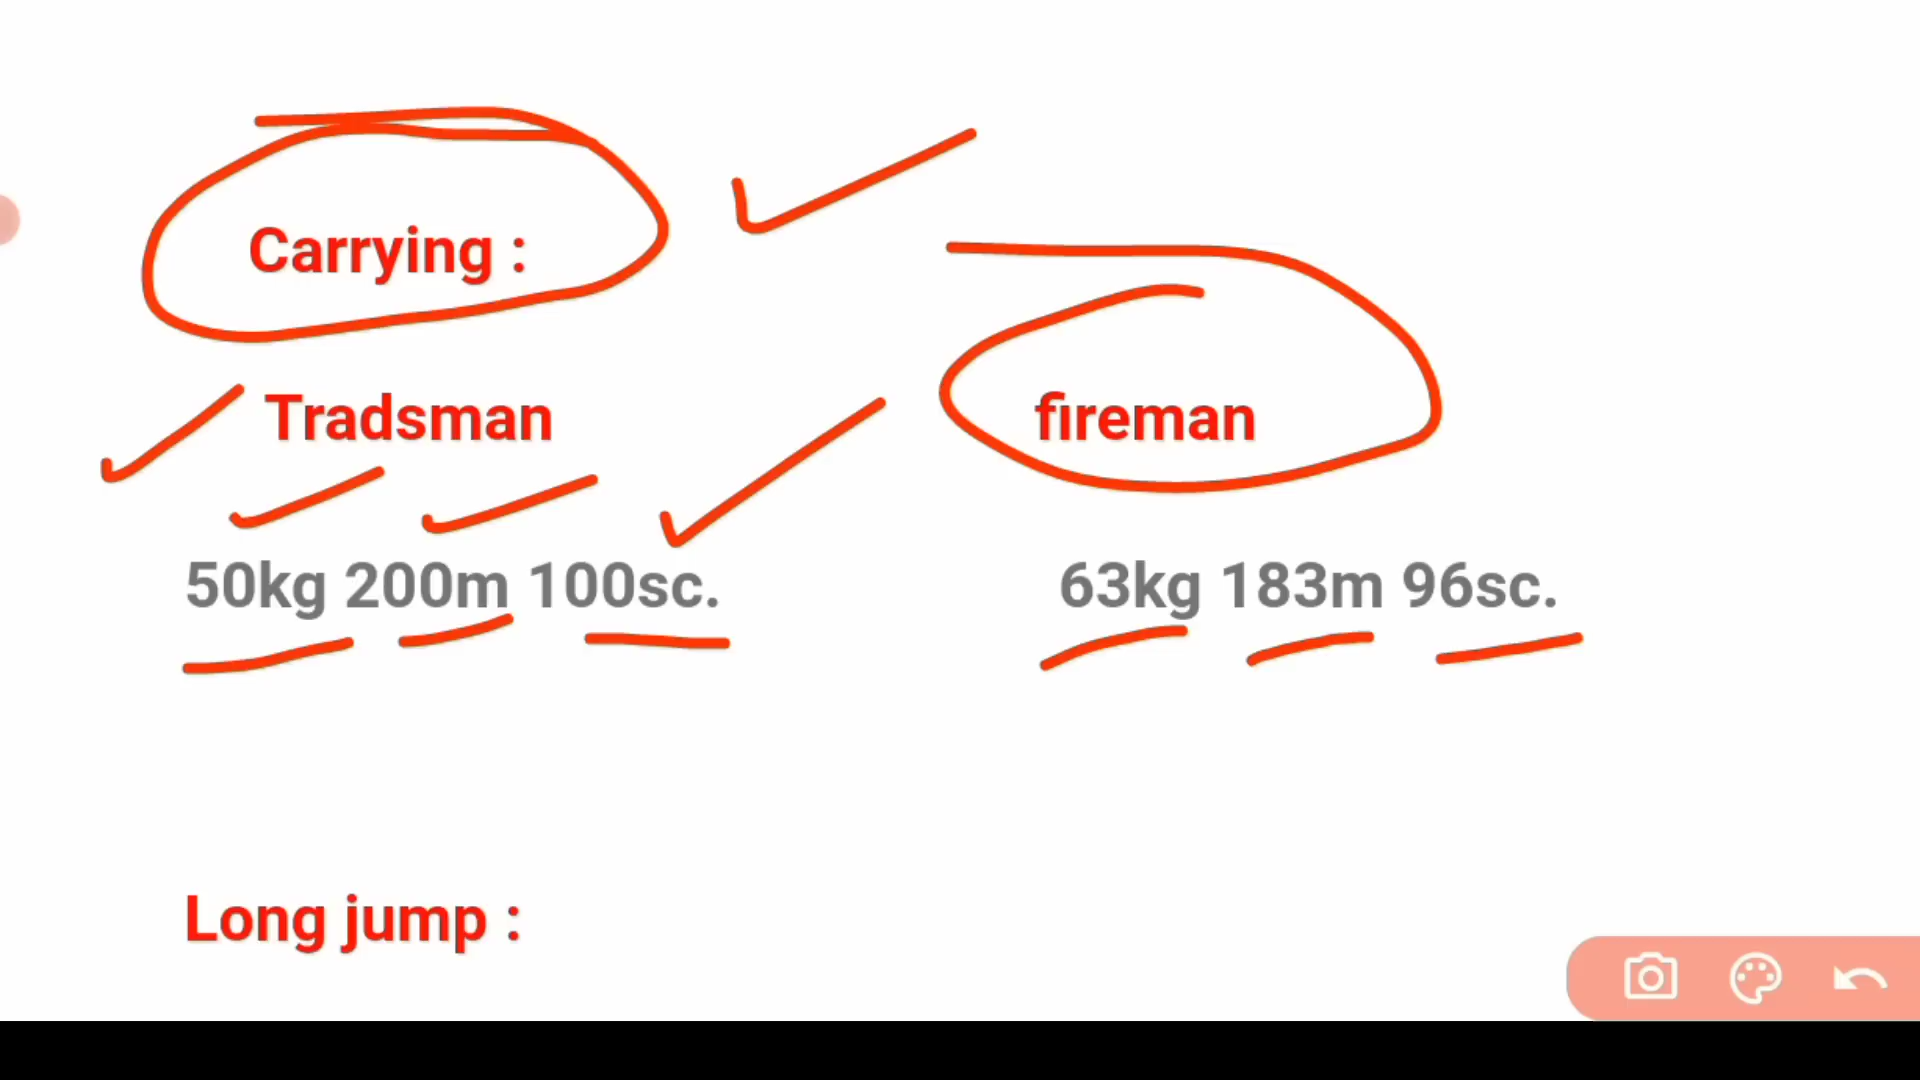 Carrying :
Tradsman fireman
50kg 200m 100sc. 63kg 183m 96sc.
Long jump :